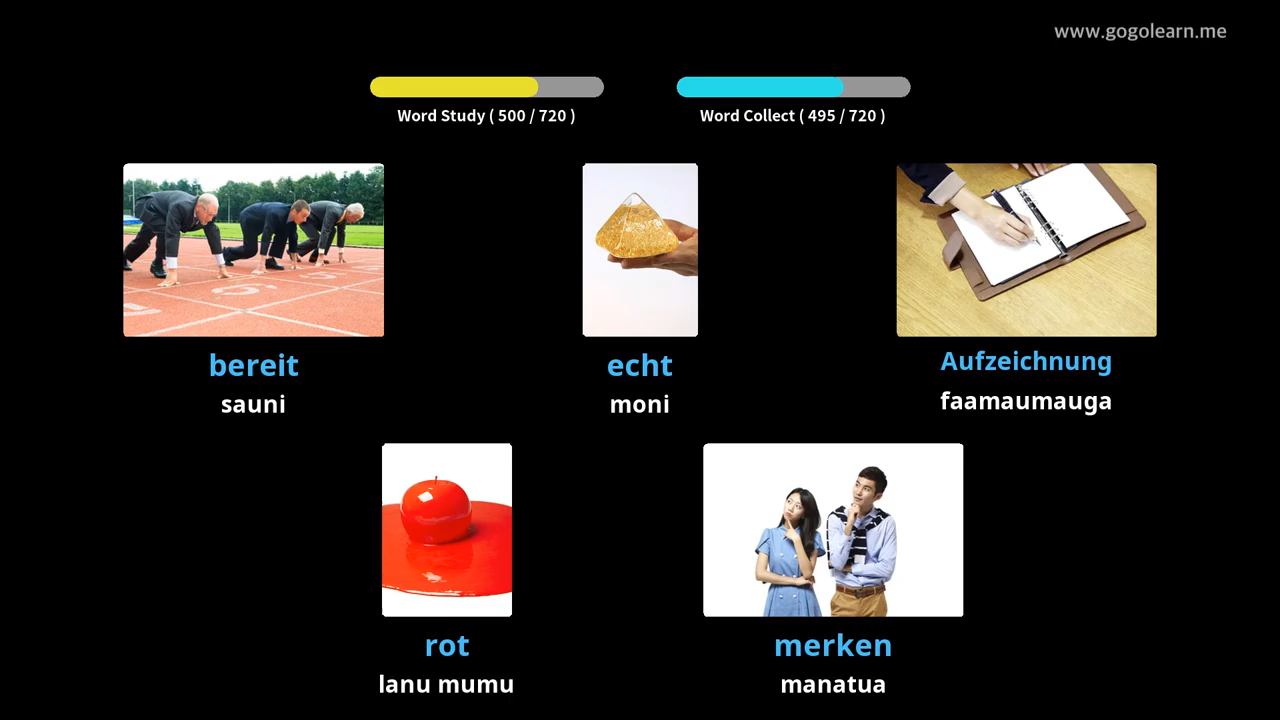 www.gogolearn.me
Word Study ( 500 / 720 )
Word Collect ( 495 / 720 )
bereit
sauni
echt
moni
Aufzeichnung
faamaumauga
rot
lanu mumu
merken
manatua